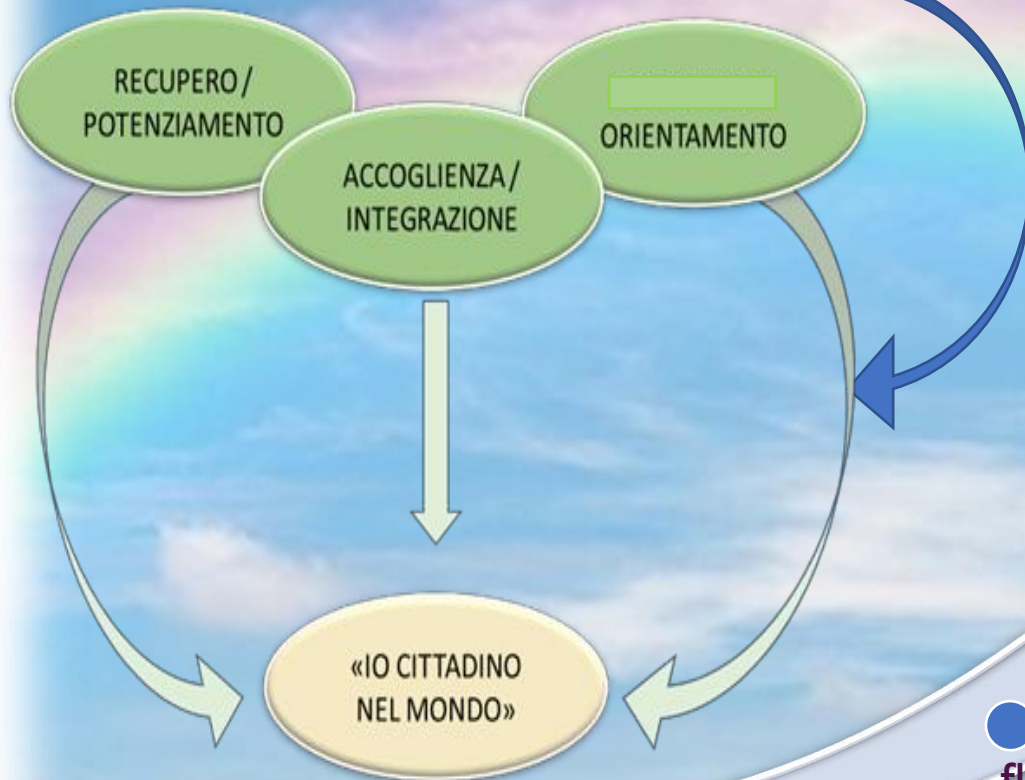 RECUPERO /
POTENZIAMENTO
ORIENTAMENTO
ACCOGLIENZA /
INTEGRAZIONE
«IO CITTADINO
NEL MONDO»